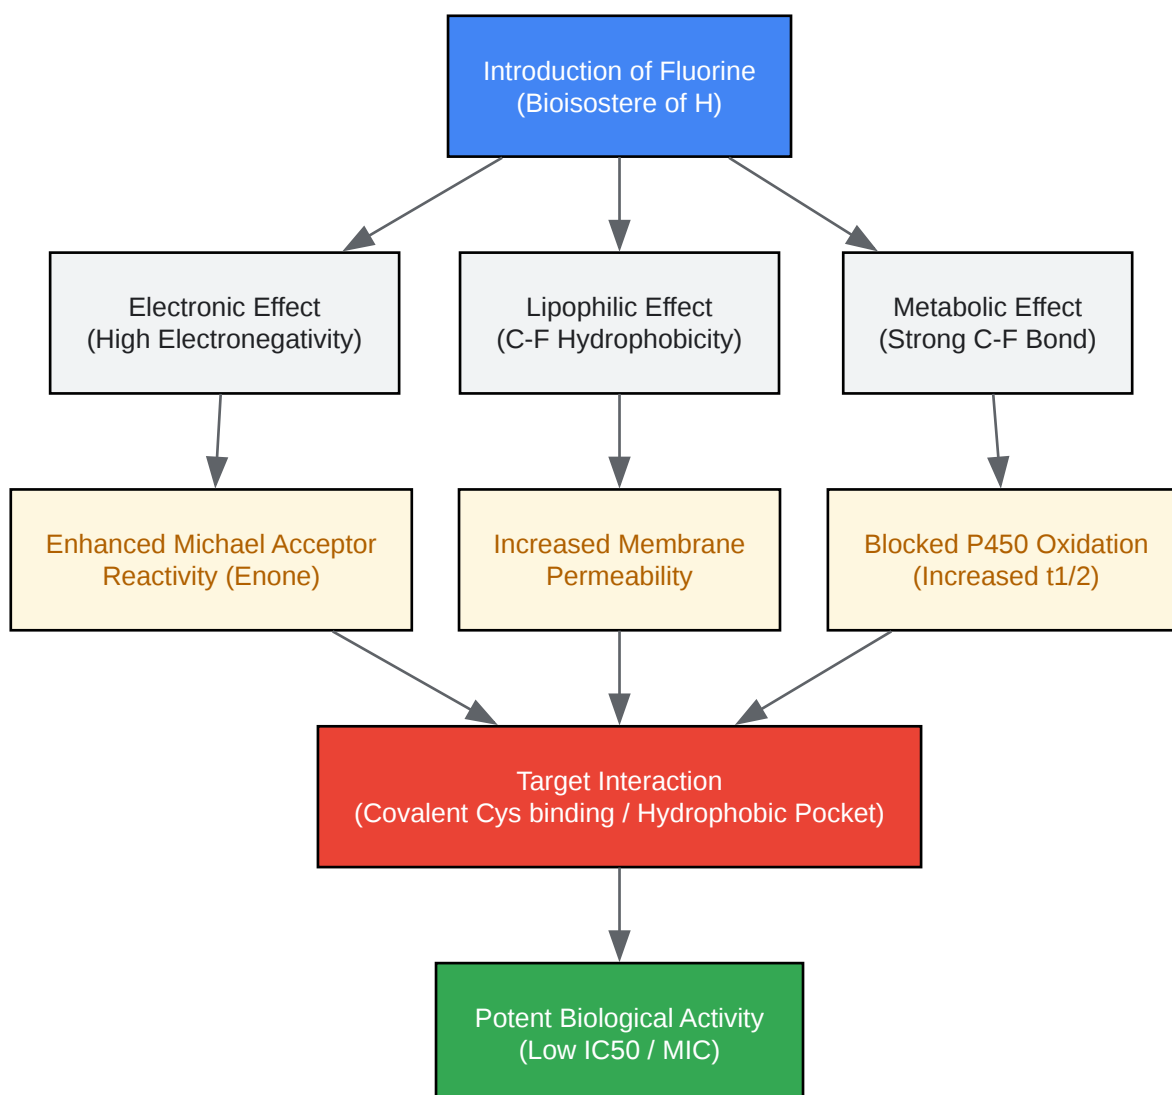 Introduction of Fluorine
(Bioisostere of H)
Electronic Effect
(High Electronegativity)
Lipophilic Effect
(C-F Hydrophobicity)
Metabolic Effect
(Strong C-F Bond)
Enhanced Michael Acceptor
Reactivity (Enone)
Increased Membrane
Permeability
Blocked P450 Oxidation
(Increased t1/2)
Target Interaction
(Covalent Cys binding / Hydrophobic Pocket)
Potent Biological Activity
(Low IC50 / MIC)